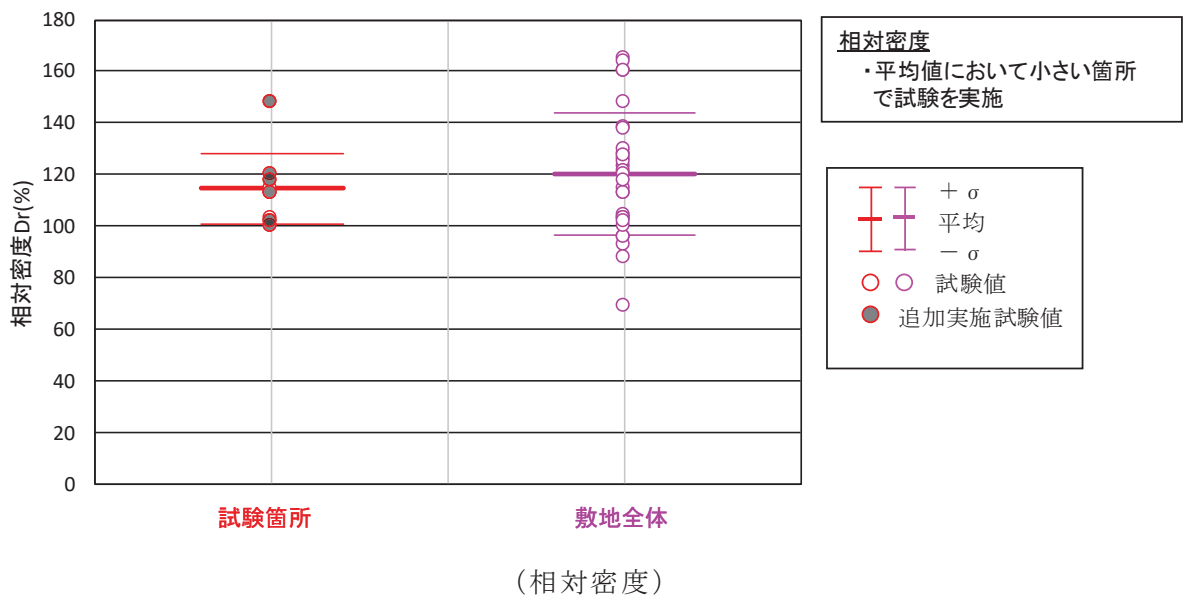 180
160
140
120
100
80
60
40
20
0
相対密度Dr(%)
試験箇所
敷地全体
相対密度
・平均値において小さい箇所
で試験を実施
＋σ
平均
－σ
試験値
追加実施試験値
(相対密度)